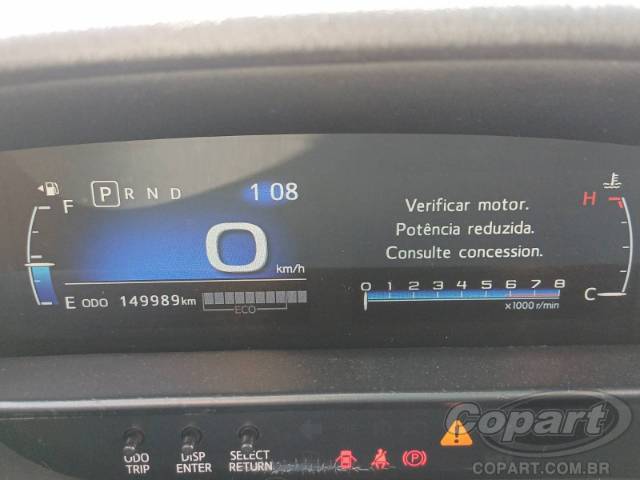 F
P R N D
1:08
0
km/h
E ODO 149989km
ECO
Verificar motor.
Potência reduzida.
Consulte concession.
0 1 2 3 4 5 6 7 8
x1000 r/min
H
C
ODO
TRIP
DISP
ENTER
SELECT
RETURN
Copart
COPART.COM.BR